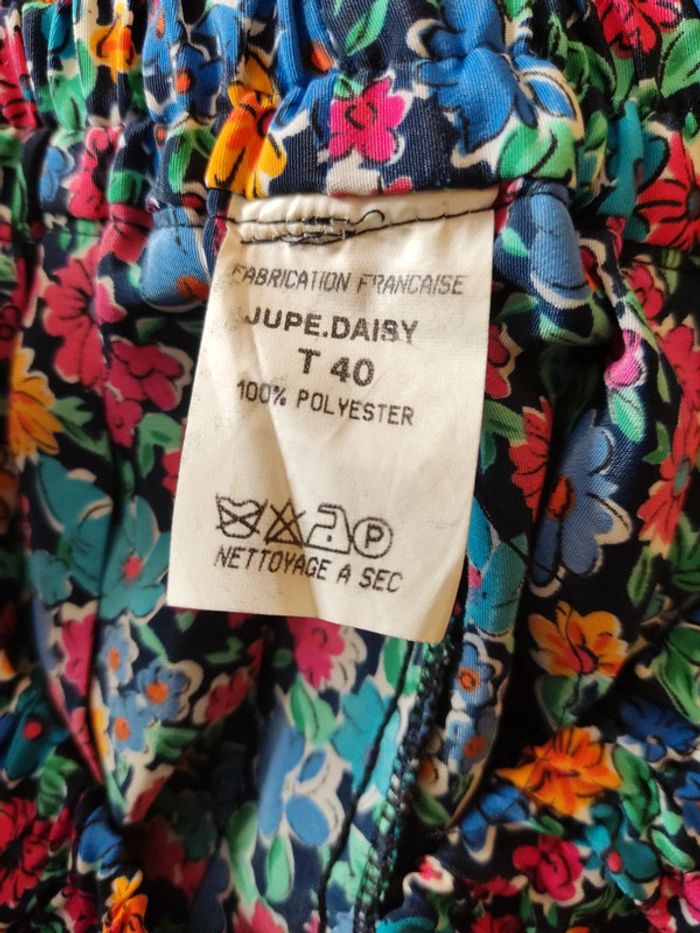 FABRICATION FRANCAISE
JUPE.DAISY
T 40
100% POLYESTER
P
NETTOYAGE A SEC